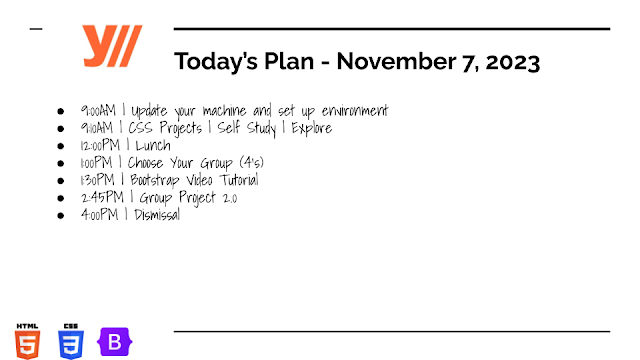 Y//
Today's Plan - November 7, 2023
● 9:00AM | Update your machine and set up environment
● 9:10AM | CSS Projects | Self Study | Explore
● 12:00PM | Lunch
● 1:00PM | Choose Your Group (4's)
● 1:30PM | Bootstrap Video Tutorial
● 2:45PM | Group Project 2.0
● 4:00PM | Dismissal
HTML CSS
5 3 B